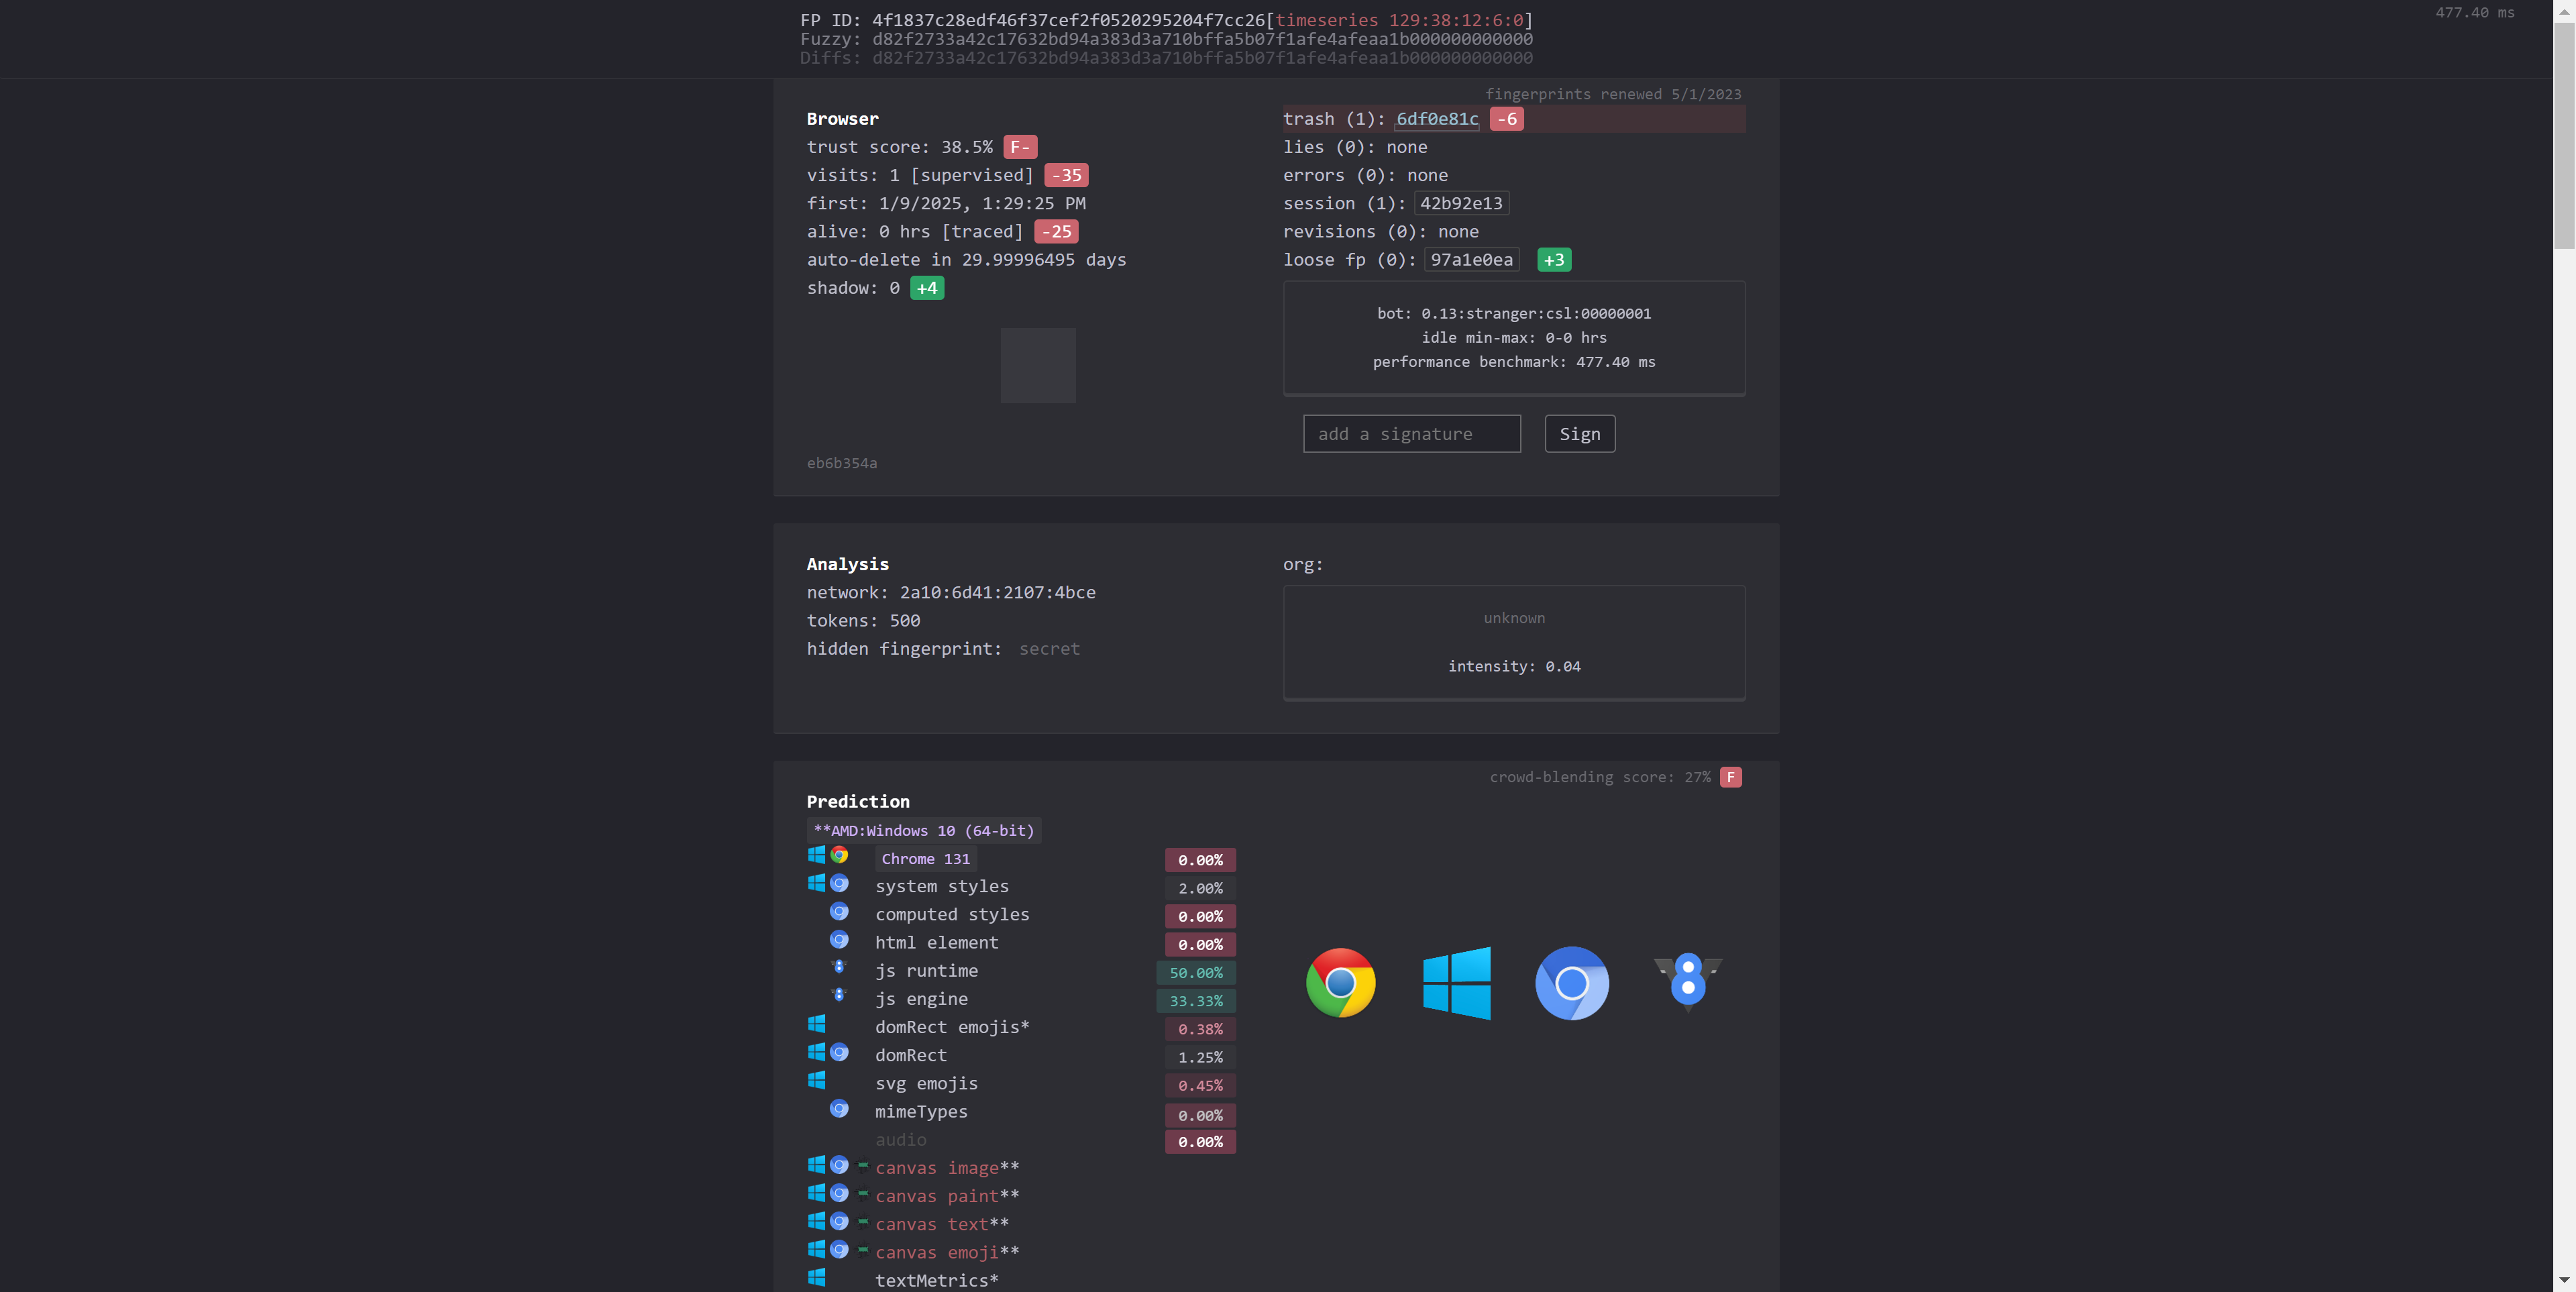 477.40 ms
FP ID: 4f1837c28edf46f37cef2f0520295204f7cc26[timeseries 129:38:12:6:0]
Fuzzy: d82f2733a42c17632bd94a383d3a710bffa5b07f1afe4afeaa1b000000000000
Diffs: d82f2733a42c17632bd94a383d3a710bffa5b07f1afe4afeaa1b000000000000
fingerprints renewed 5/1/2023
Browser
trust score: 38.5% F-
visits: 1 [supervised] -35
first: 1/9/2025, 1:29:25 PM
alive: 0 hrs [traced] -25
auto-delete in 29.99996495 days
shadow: 0 +4
eb6b354a
trash (1): 6df0e81c -6
lies (0): none
errors (0): none
session (1): 42b92e13
revisions (0): none
loose fp (0): 97a1e0ea +3
bot: 0.13:stranger:csl:00000001
idle min-max: 0-0 hrs
performance benchmark: 477.40 ms
add a signature Sign
Analysis
network: 2a10:6d41:2107:4bce
tokens: 500
hidden fingerprint: secret
org:
unknown
intensity: 0.04
crowd-blending score: 27% F
Prediction
**AMD:Windows 10 (64-bit)
Chrome 131 0.00%
system styles 2.00%
computed styles 0.00%
html element 0.00%
js runtime 50.00%
js engine 33.33%
domRect emojis* 0.38%
domRect 1.25%
svg emojis 0.45%
mimeTypes 0.00%
audio 0.00%
canvas image**
canvas paint**
canvas text**
canvas emoji**
textMetrics*